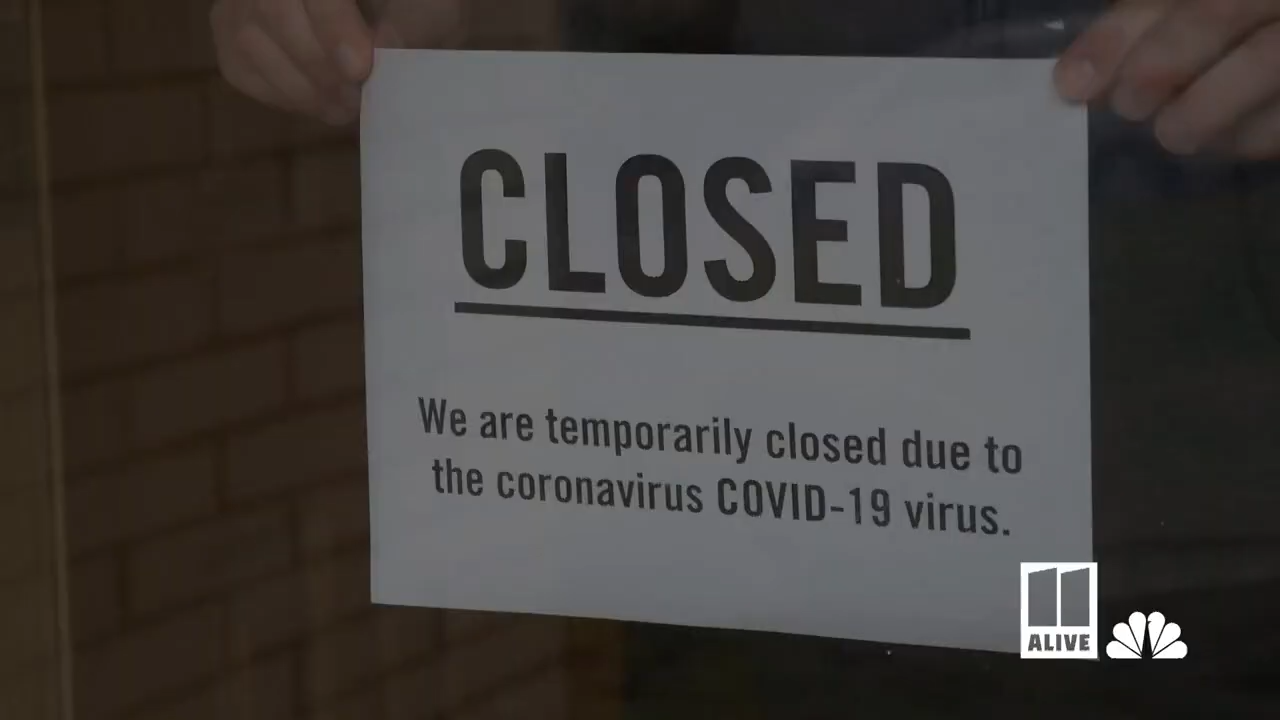 CLOSED
We are temporarily closed due to
the coronavirus COVID-19 virus.
11
ALIVE